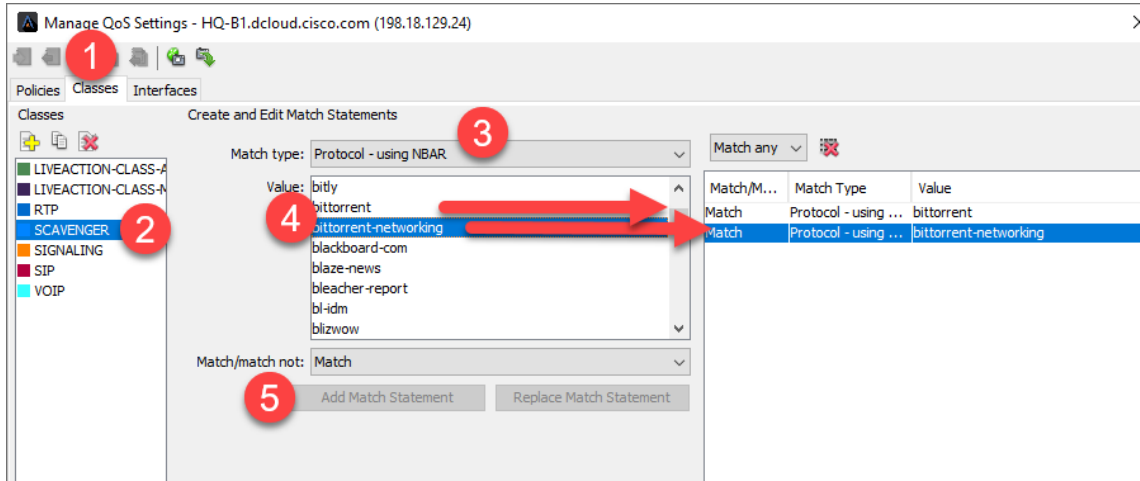 Manage QoS Settings - HQ-B1.dcloud.cisco.com (198.18.129.24)
1
Policies Classes Interfaces
Classes
Create and Edit Match Statements
3
Match type: Protocol - using NBAR
Match any
LIVEACTION-CLASS-A
LIVEACTION-CLASS-M
RTP
SCAVENGER
2
SIGNALING
SIP
VOIP
Value:
4
bitly
bittorrent
bittorrent-networking
blackboard-com
blaze-news
bleacher-report
bl-idm
blizwow
Match/match not: Match
5
Add Match Statement Replace Match Statement
Match/M... Match Type Value
Match Protocol - using ... bittorrent
Match Protocol - using ... bittorrent-networking